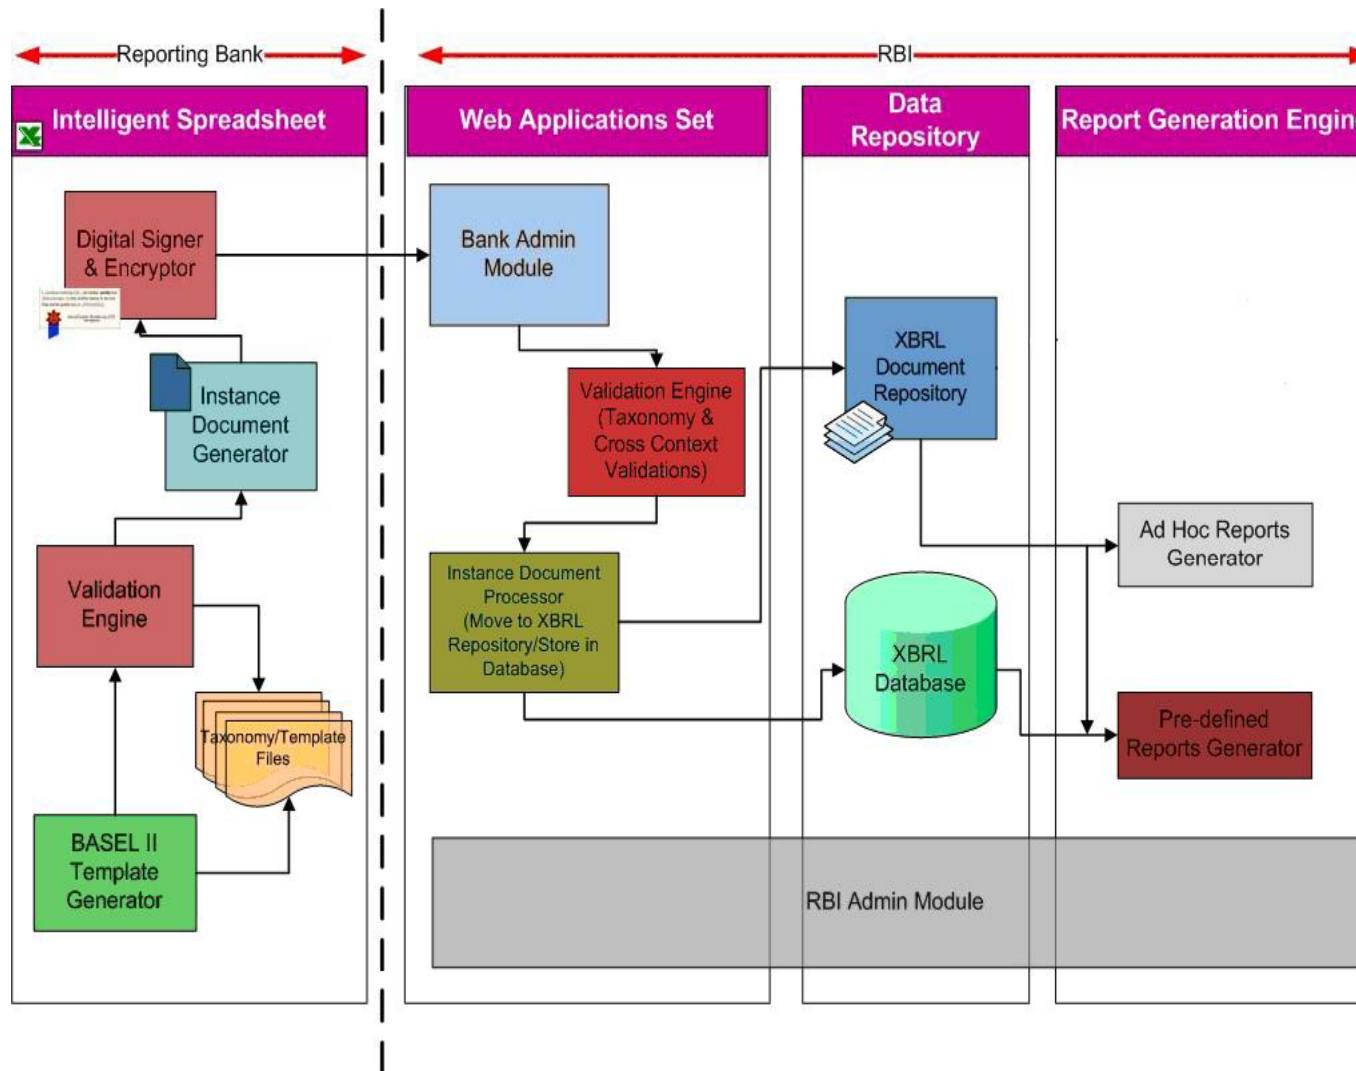 Reporting Bank
RBI
Intelligent Spreadsheet
Web Applications Set
Data
Repository
Report Generation Engin
Digital Signer
& Encryptor
Instance
Document
Generator
Validation
Engine
Taxonomy/Template
Files
BASEL II
Template
Generator
Bank Admin
Module
Validation Engine
(Taxonomy &
Cross Context
Validations)
Instance Document
Processor
(Move to XBRL
Repository/Store in
Database)
XBRL
Document
Repository
XBRL
Database
Ad Hoc Reports
Generator
Pre-defined
Reports Generator
RBI Admin Module